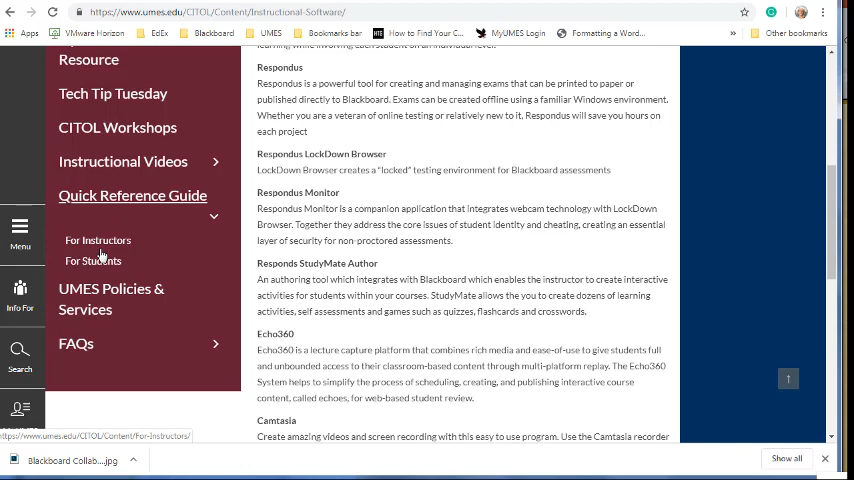 https://www.umes.edu/CITOL/Content/Instructional-Software/
Apps
VMware Horizon
EdEx
Blackboard
UMES
Bookmarks bar
HTE
How to Find Your C...
MyUMES Login
Formatting a Word...
»
Other bookmarks
Resource
Tech Tip Tuesday
CITOL Workshops
Instructional Videos
Quick Reference Guide
For Instructors
For Students
UMES Policies &
Services
FAQs
Menu
Info For
Search
learning while involving each student on an individual level.
Respondus
Respondus is a powerful tool for creating and managing exams that can be printed to paper or
published directly to Blackboard. Exams can be created offline using a familiar Windows environment.
Whether you are a veteran of online testing or relatively new to it, Respondus will save you hours on
each project
Respondus LockDown Browser
LockDown Browser creates a "locked" testing environment for Blackboard assessments
Respondus Monitor
Respondus Monitor is a companion application that integrates webcam technology with LockDown
Browser. Together they address the core issues of student identity and cheating, creating an essential
layer of security for non-proctored assessments.
Responds StudyMate Author
An authoring tool which integrates with Blackboard which enables the instructor to create interactive
activities for students within your courses. StudyMate allows the you to create dozens of learning
activities, self assessments and games such as quizzes, flashcards and crosswords.
Echo360
Echo360 is a lecture capture platform that combines rich media and ease-of-use to give students full
and unbounded access to their classroom-based content through multi-platform replay. The Echo360
System helps to simplify the process of scheduling, creating, and publishing interactive course
content, called echoes, for web-based student review.
Camtasia
Create amazing videos and screen recording with this easy to use program. Use the Camtasia recorder
https://www.umes.edu/CITOL/Content/For-Instructors/
Blackboard Collab....jpg
Show all